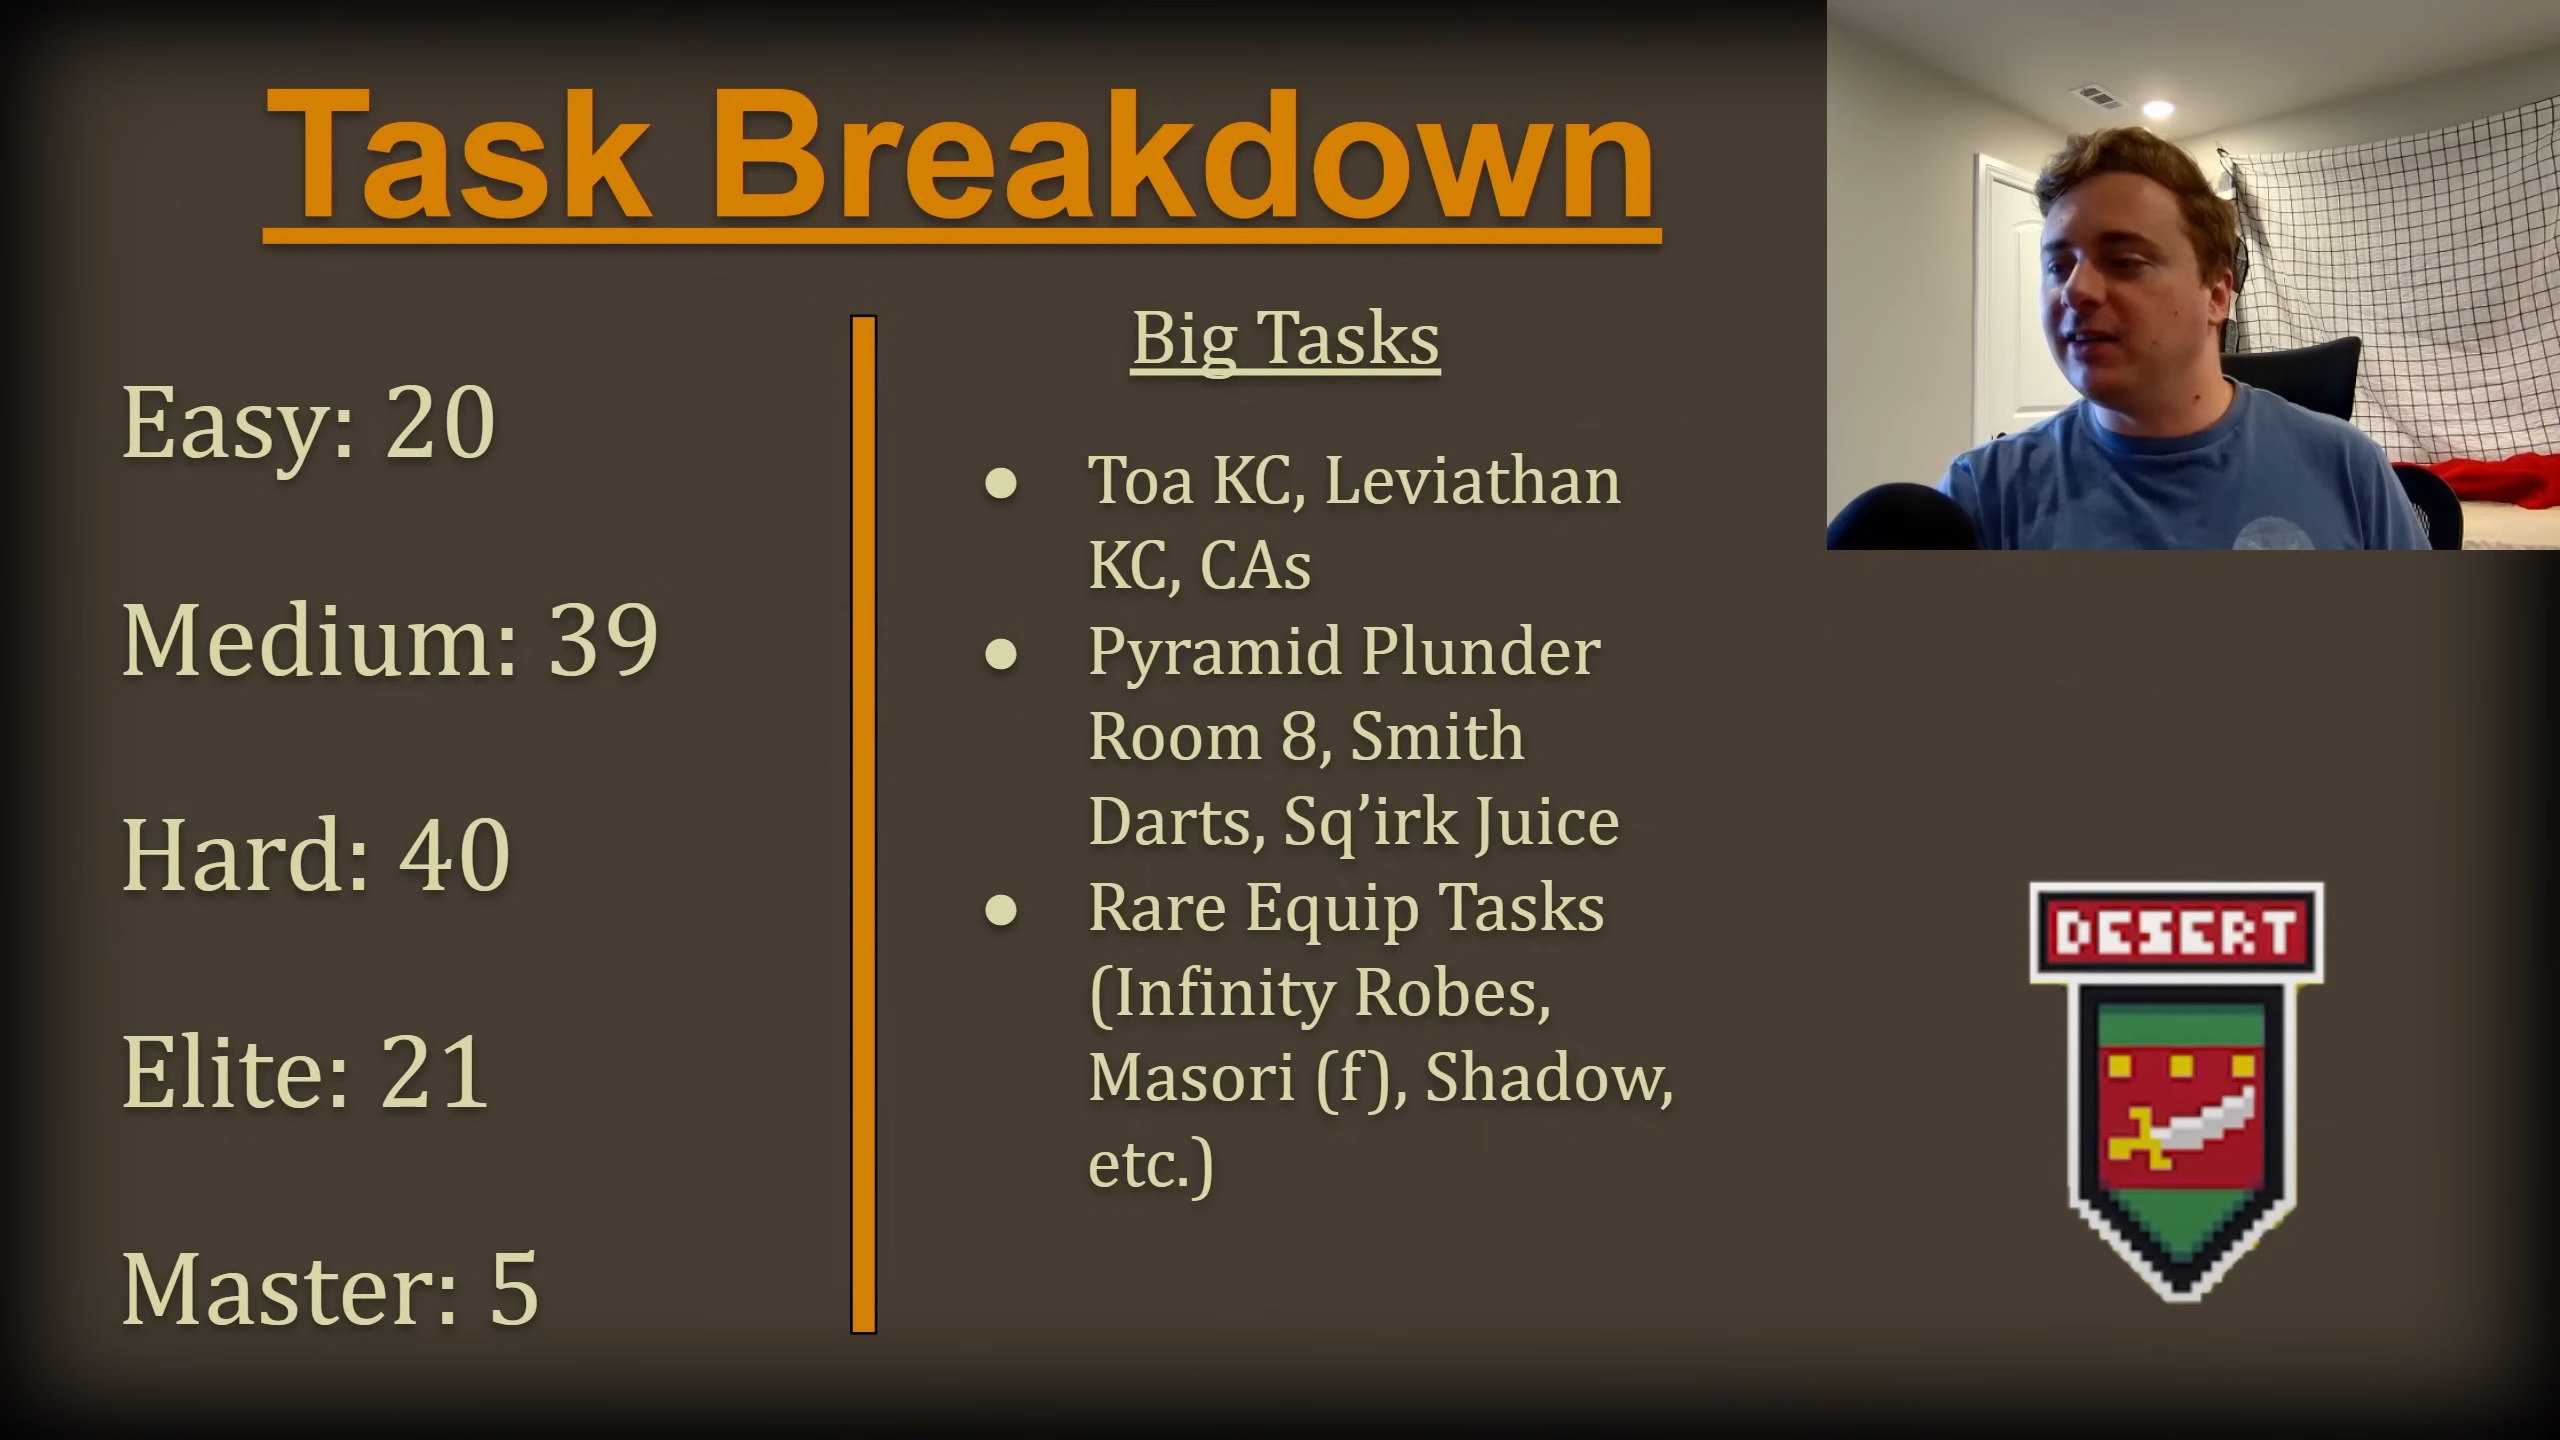 Task Breakdown
Easy: 20
Medium: 39
Hard: 40
Elite: 21
Master: 5
Big Tasks
● Toa KC, Leviathan
KC, CAs
● Pyramid Plunder
Room 8, Smith
Darts, Sq’irk Juice
● Rare Equip Tasks
(Infinity Robes,
Masori (f), Shadow,
etc.)
DESERT